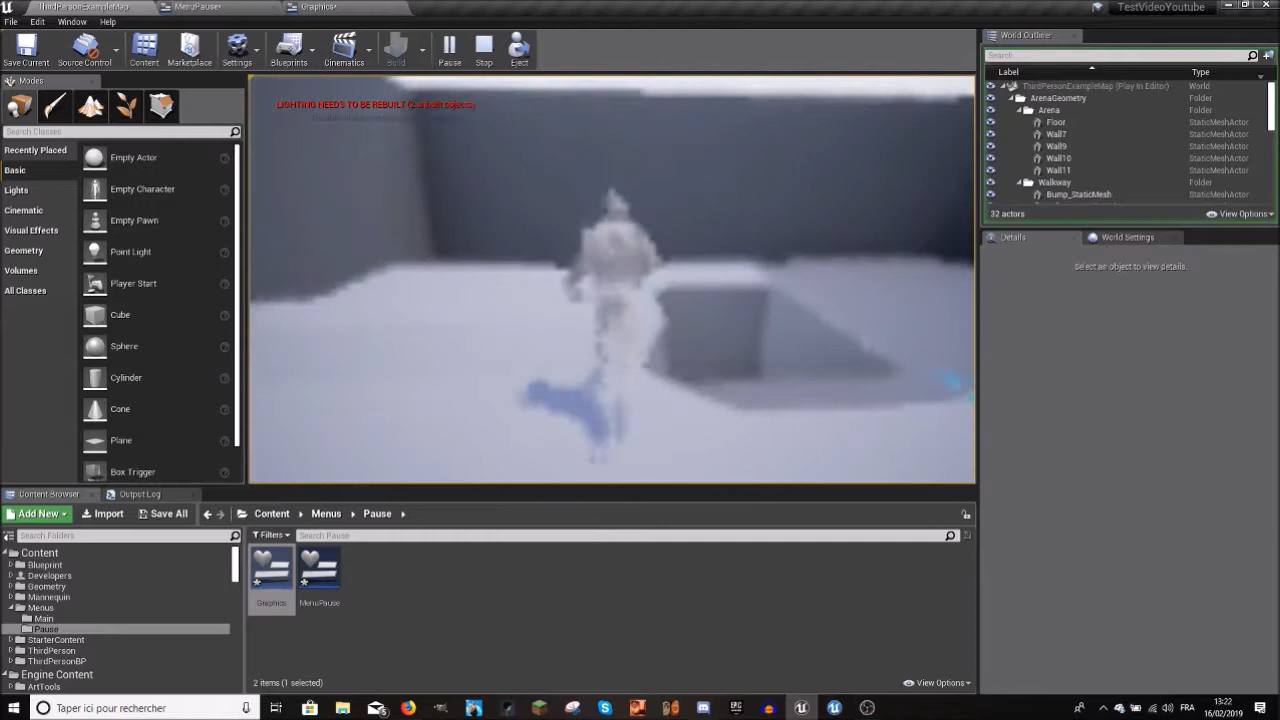 ThirdPersonExampleMap
MenuPause*
Graphics*
TestVideoYoutube
File Edit Window Help
Save Current
Source Control
Content
Marketplace
Settings
Blueprints
Cinematics
Build
Pause
Stop
Eject
Modes
Search Classes
Recently Placed
Basic
Lights
Cinematic
Visual Effects
Geometry
Volumes
All Classes
Empty Actor
Empty Character
Empty Pawn
Point Light
Player Start
Cube
Sphere
Cylinder
Cone
Plane
Box Trigger
LIGHTING NEEDS TO BE REBUILT (2 unbuilt objects)
World Outliner
Search
Label Type
ThirdPersonExampleMap (Play In Editor) World
ArenaGeometry Folder
Arena Folder
Floor StaticMeshActor
Wall7 StaticMeshActor
Wall9 StaticMeshActor
Wall10 StaticMeshActor
Wall11 StaticMeshActor
Walkway Folder
Bump_StaticMesh StaticMeshActor
32 actors
View Options
Details
World Settings
Select an object to view details.
Content Browser
Output Log
Add New
Import
Save All
Content
Menus
Pause
Search Folders
Filters
Search Pause
Content
Blueprint
Developers
Geometry
Mannequin
Menus
Main
Pause
StarterContent
ThirdPerson
ThirdPersonBP
Engine Content
ArtTools
Graphics
MenuPause
2 items (1 selected)
View Options
Taper ici pour rechercher
FRA
13:22
16/02/2019